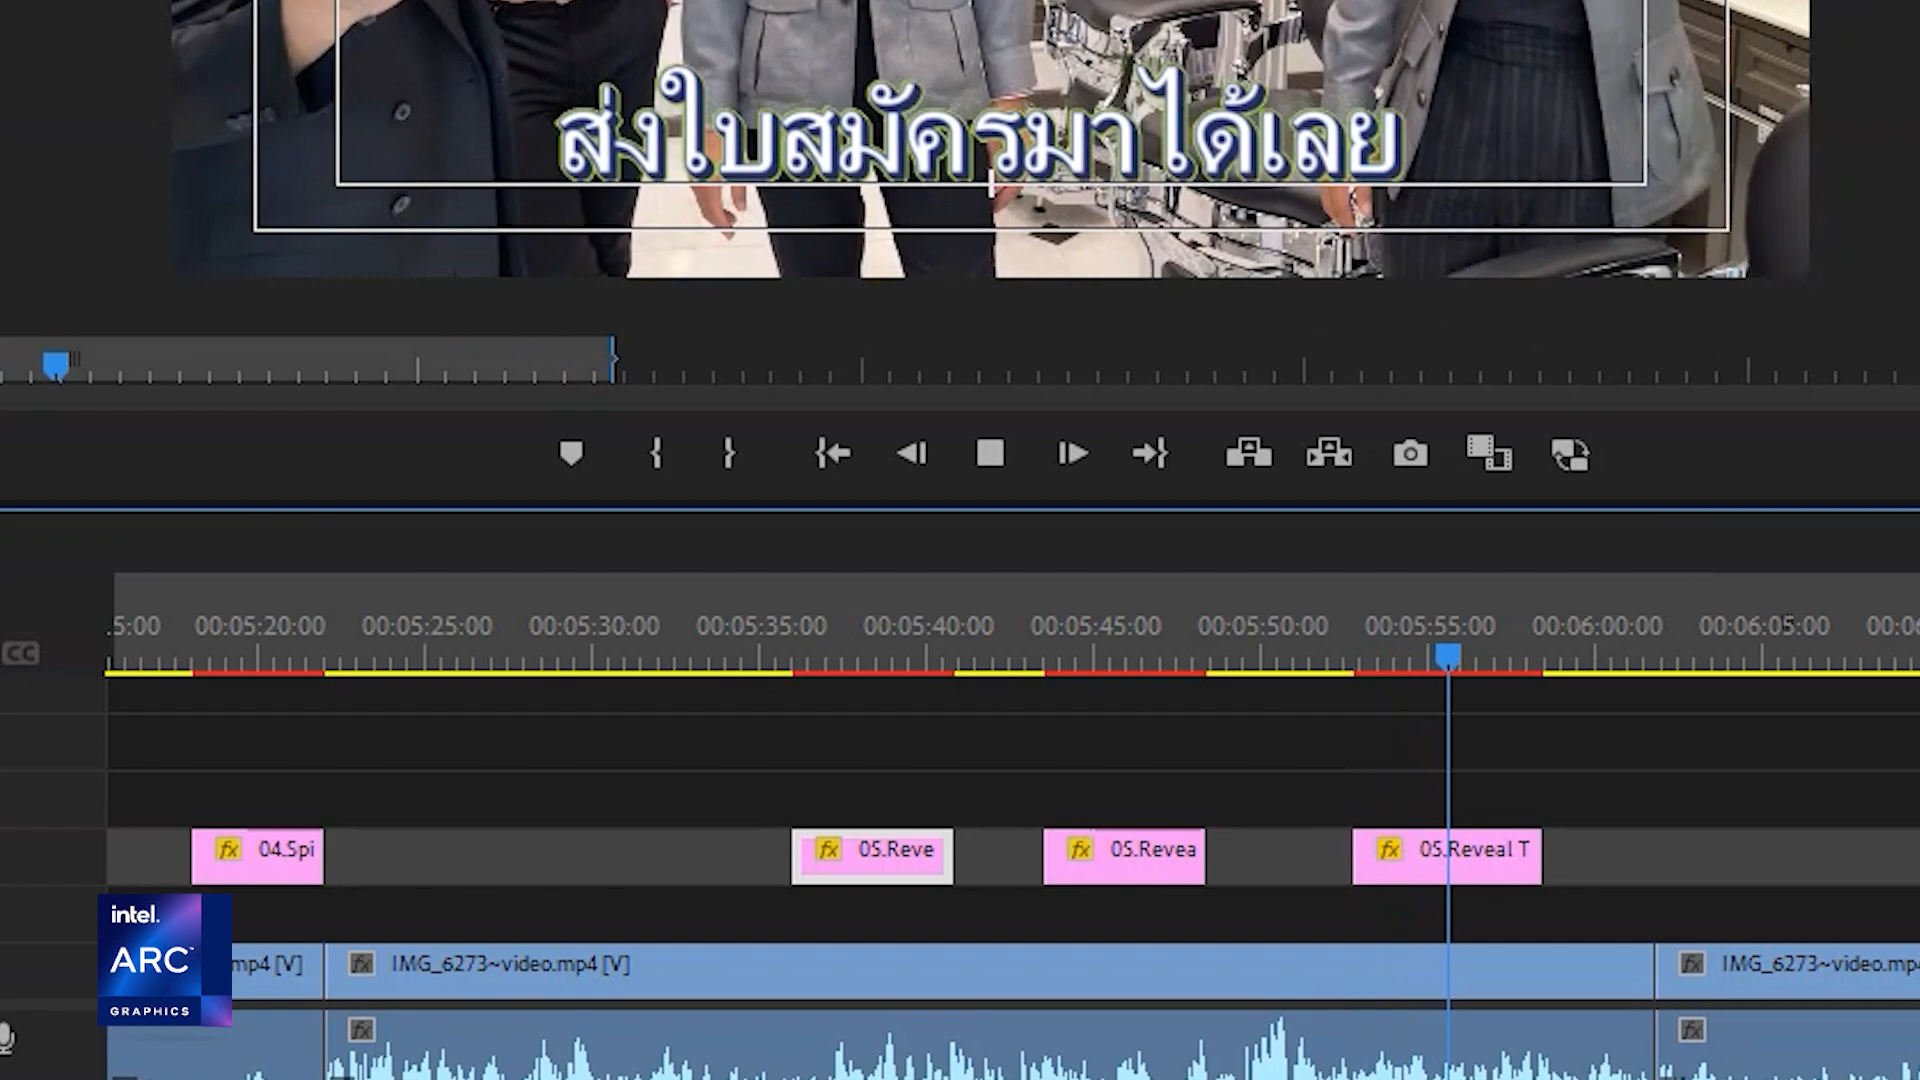 ส่งใบสมัครมาได้เลย
.5:00 00:05:20:00 00:05:25:00 00:05:30:00 00:05:35:00 00:05:40:00 00:05:45:00 00:05:50:00 00:05:55:00 00:06:00:00 00:06:05:00 00:06
CC
fx 04.Spi fx 05.Reve fx 05.Revea fx 05.Reveal T
intel.
ARC™
GRAPHICS
mp4 [V] fx IMG_6273~video.mp4 [V] fx IMG_6273~video.mp4
fx fx